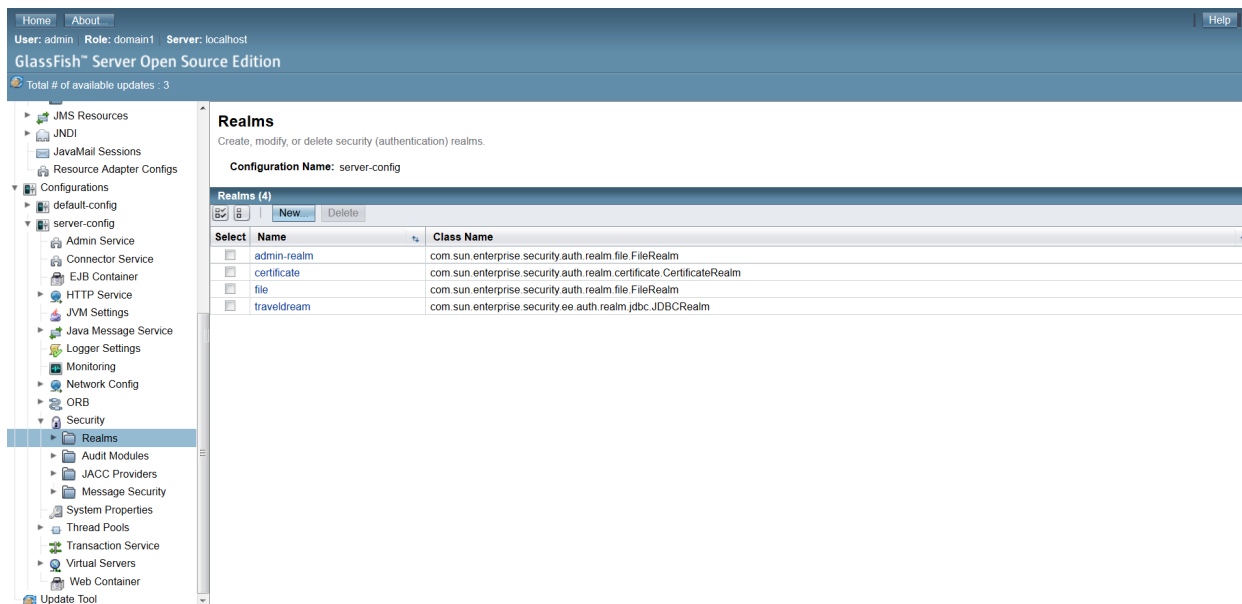 Home About...
Help
User: admin Role: domain1 Server: localhost
GlassFish™ Server Open Source Edition
Total # of available updates : 3
JMS Resources
JNDI
JavaMail Sessions
Resource Adapter Configs
Configurations
default-config
server-config
Admin Service
Connector Service
EJB Container
HTTP Service
JVM Settings
Java Message Service
Logger Settings
Monitoring
Network Config
ORB
Security
Realms
Audit Modules
JACC Providers
Message Security
System Properties
Thread Pools
Transaction Service
Virtual Servers
Web Container
Update Tool
Realms
Create, modify, or delete security (authentication) realms.
Configuration Name: server-config
Realms (4)
New... Delete
Select Name Class Name
admin-realm com.sun.enterprise.security.auth.realm.file.FileRealm
certificate com.sun.enterprise.security.auth.realm.certificate.CertificateRealm
file com.sun.enterprise.security.auth.realm.file.FileRealm
traveldream com.sun.enterprise.security.ee.auth.realm.jdbc.JDBCRealm